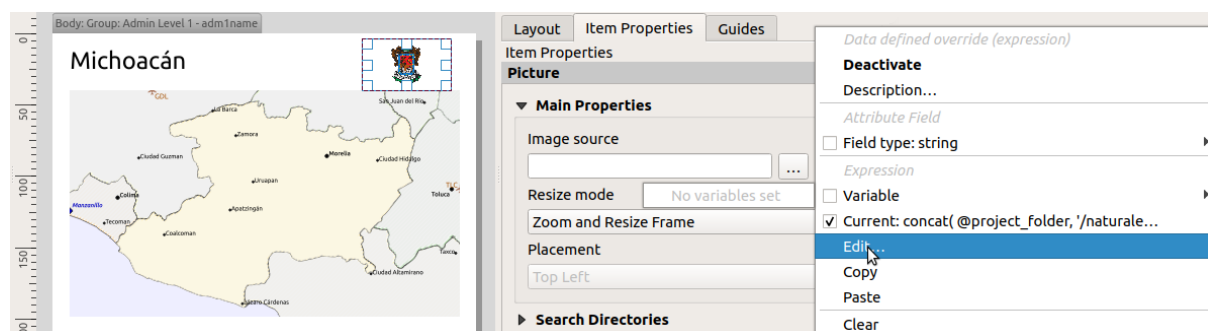 Body: Group: Admin Level 1 - adm1name
Michoacán
GDL
La Barca
San Juan del Rio
Zamora
Ciudad Guzman
Morelia
Ciudad Hidalgo
Uruapan
Colima
Toluca
Manzanillo
Apatzingán
Tecoman
Coalcoman
Taxco
Ciudad Altamirano
Lázaro Cárdenas
0
50
100
150
Layout
Item Properties
Guides
Item Properties
Picture
Main Properties
Image source
...
Resize mode
No variables set
Zoom and Resize Frame
Placement
Top Left
Search Directories
Data defined override (expression)
Deactivate
Description...
Attribute Field
Field type: string
Expression
Variable
Current: concat( @project_folder, '/naturale...
Edit...
Copy
Paste
Clear